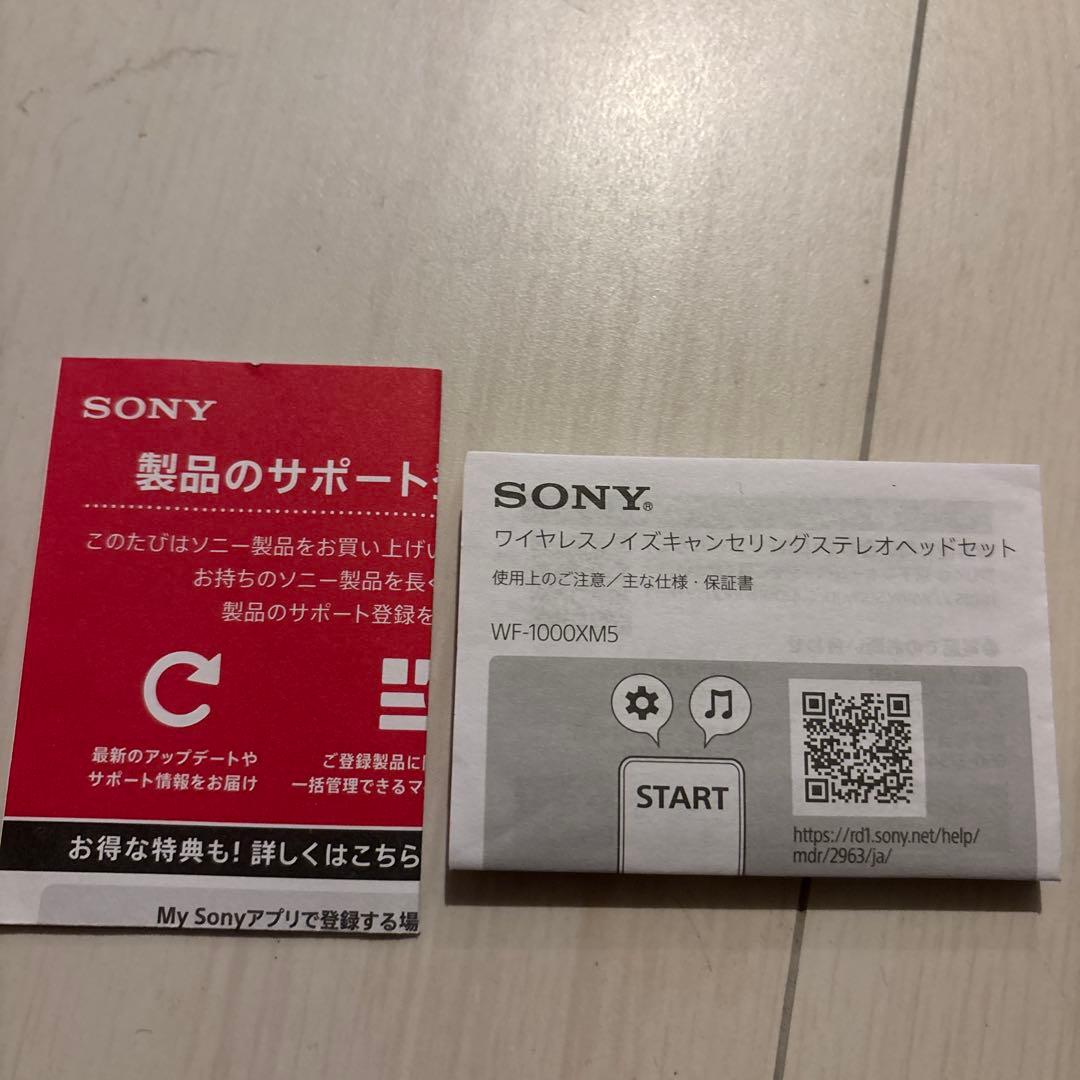 SONY
製品のサポート
このたびはソニー製品をお買い上げい
お持ちのソニー製品を長く
製品のサポート登録を
最新のアップデートや
サポート情報をお届け
ご登録製品に
一括管理できるマ
お得な特典も! 詳しくはこちら
My Sonyアプリで登録する場
SONY®
ワイヤレスノイズキャンセリングステレオヘッドセット
使用上のご注意/主な仕様・保証書
WF-1000XM5
START
https://rd1.sony.net/help/
mdr/2963/ja/